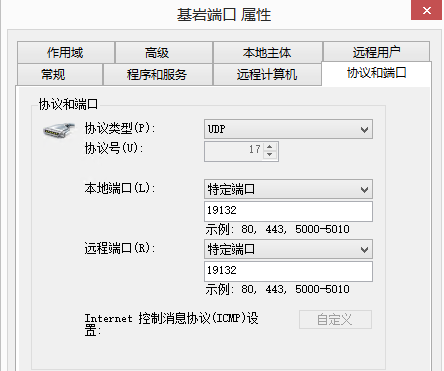 基岩端口 属性
作用域 高级 本地主体 远程用户
常规 程序和服务 远程计算机 协议和端口
协议和端口
协议类型(P): UDP
协议号(U): 17
本地端口(L): 特定端口
19132
示例: 80, 443, 5000-5010
远程端口(R): 特定端口
19132
示例: 80, 443, 5000-5010
Internet 控制消息协议(ICMP)设 自定义
置: